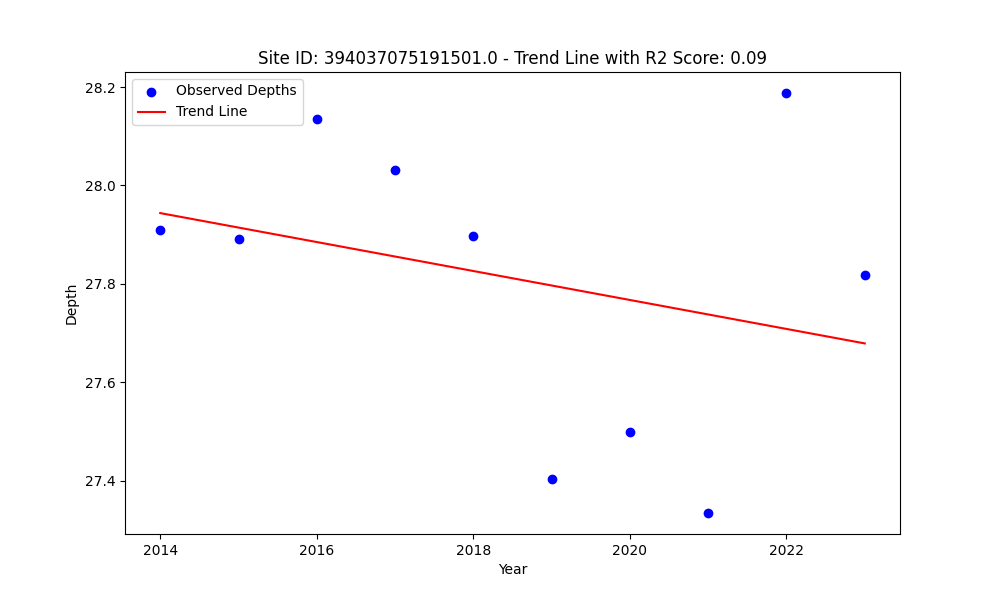 Site ID: 394037075191501.0 - Trend Line with R2 Score: 0.09
Observed Depths
Trend Line
28.2
28.0
27.8
27.6
27.4
Depth
2014
2016
2018
2020
2022
Year